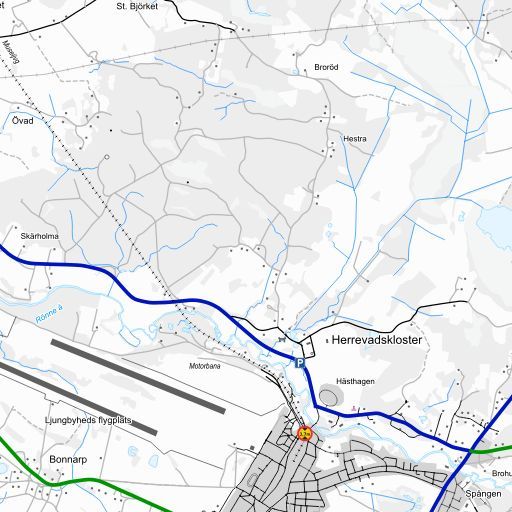 St. Björket
Broröd
Övad
Hestra
Skärholma
Rönne å
Herrevadskloster
P
Motorbana
Hästhagen
Ljungbyheds flygplats
Bonnarp
Spången